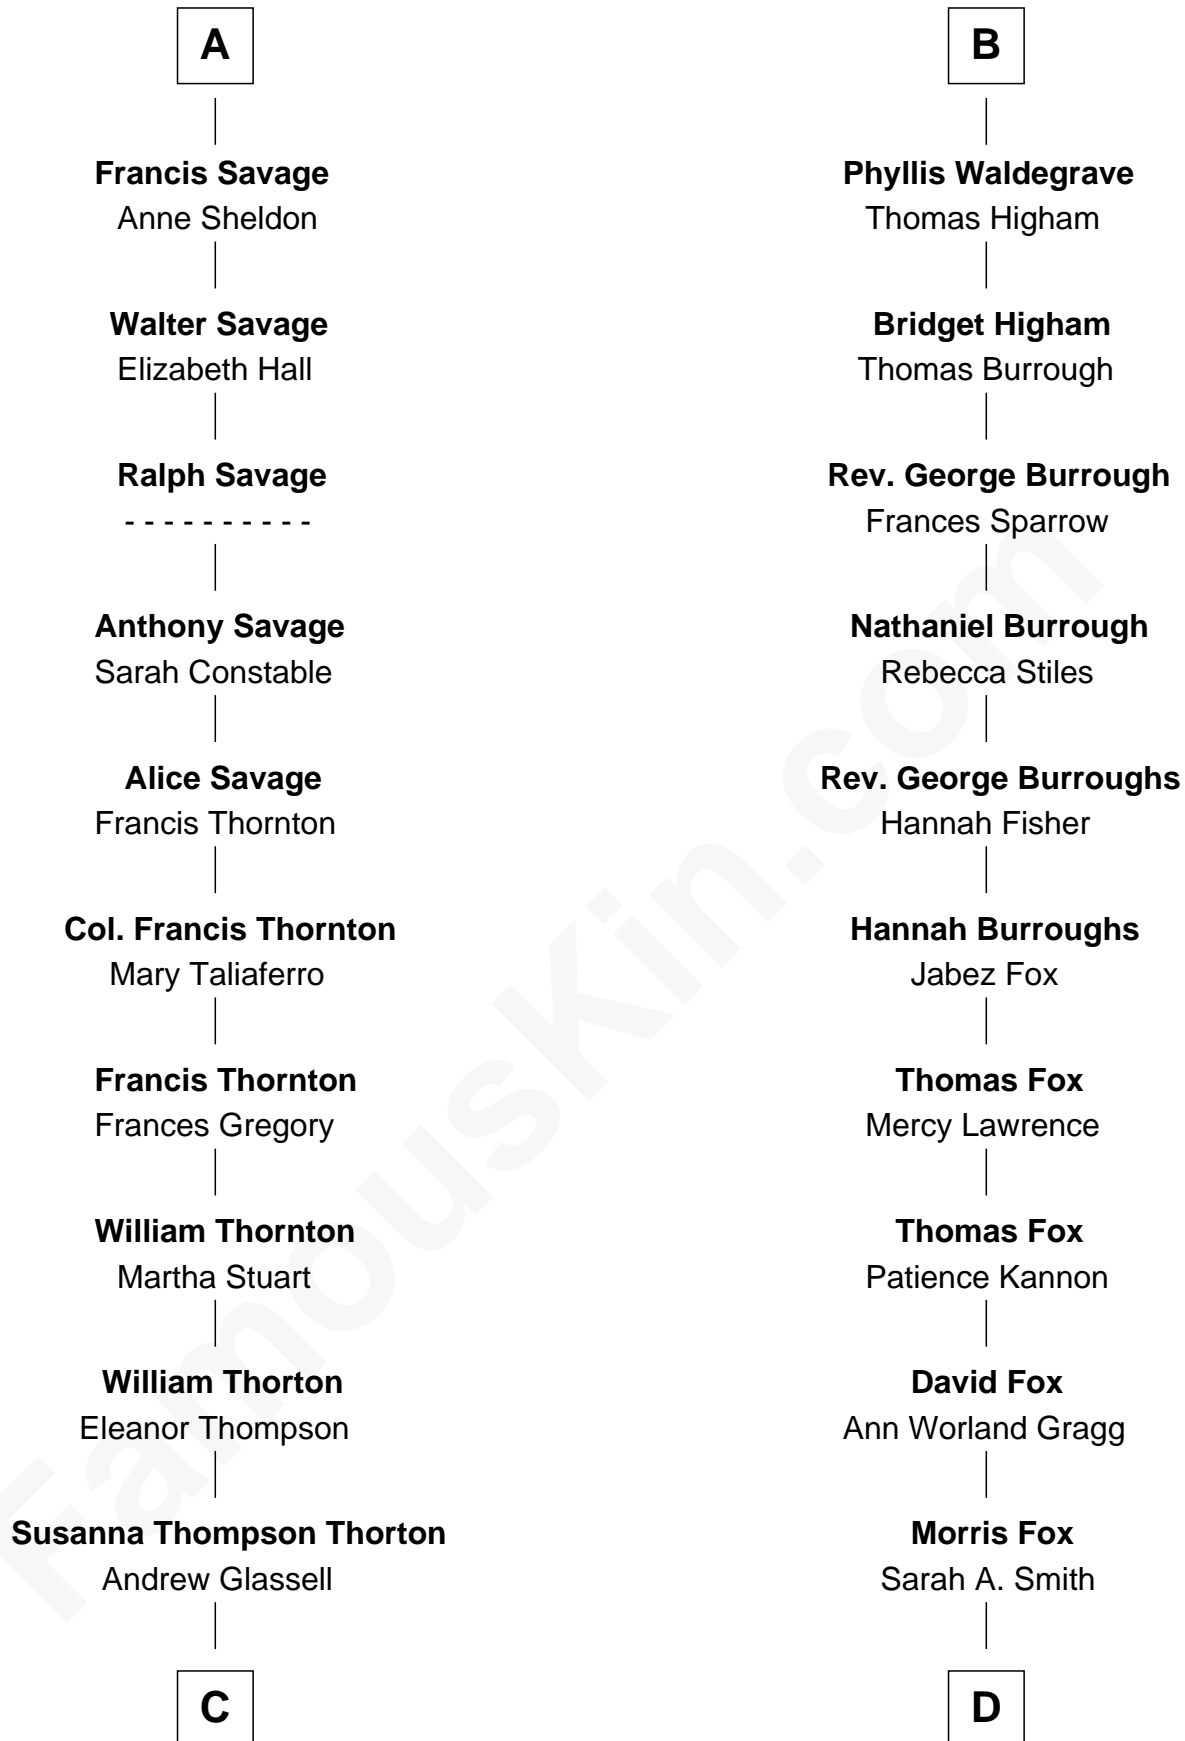 A
Francis Savage
Anne Sheldon
Walter Savage
Elizabeth Hall
Ralph Savage
- - - - - - - - - -
Anthony Savage
Sarah Constable
Alice Savage
Francis Thornton
Col. Francis Thornton
Mary Taliaferro
Francis Thornton
Frances Gregory
William Thornton
Martha Stuart
William Thorton
Eleanor Thompson
Susanna Thompson Thorton
Andrew Glassell
C
B
Phyllis Waldegrave
Thomas Higham
Bridget Higham
Thomas Burrough
Rev. George Burrough
Frances Sparrow
Nathaniel Burrough
Rebecca Stiles
Rev. George Burroughs
Hannah Fisher
Hannah Burroughs
Jabez Fox
Thomas Fox
Mercy Lawrence
Thomas Fox
Patience Kannon
David Fox
Ann Worland Gragg
Morris Fox
Sarah A. Smith
D
FamousKin.com